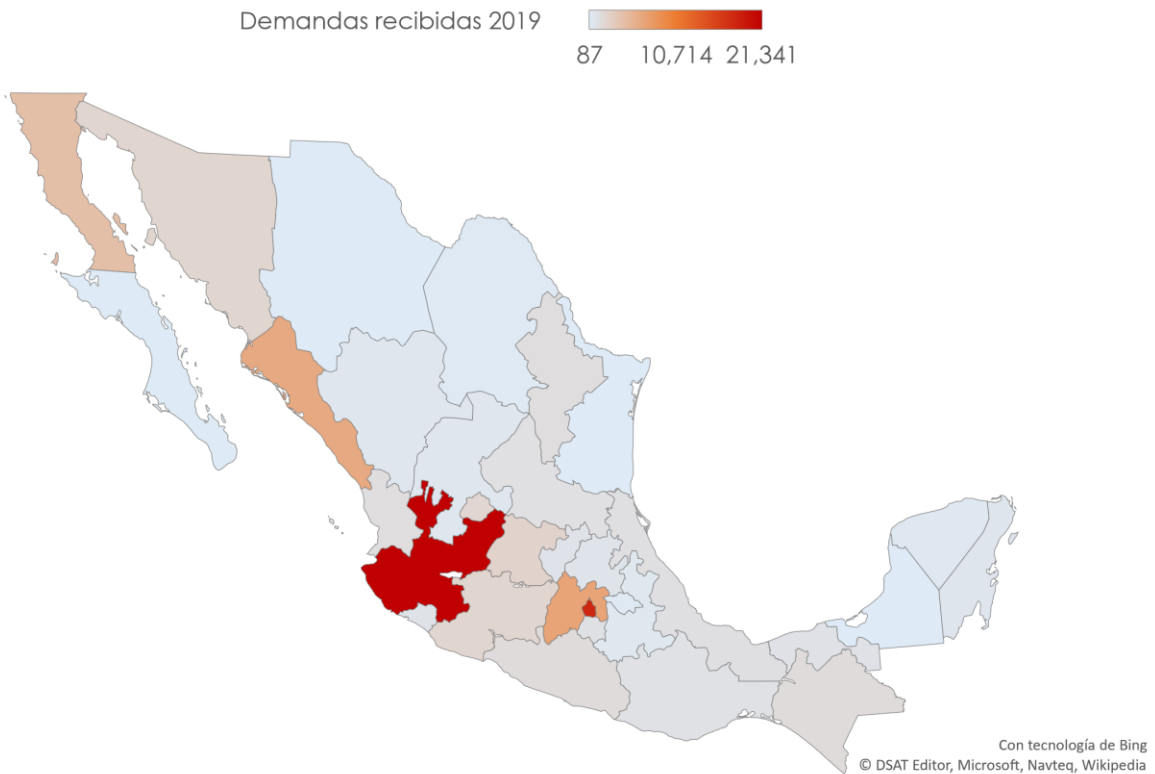 Demandas recibidas 2019
87 10,714 21,341
Con tecnología de Bing
© DSAT Editor, Microsoft, Navteq, Wikipedia